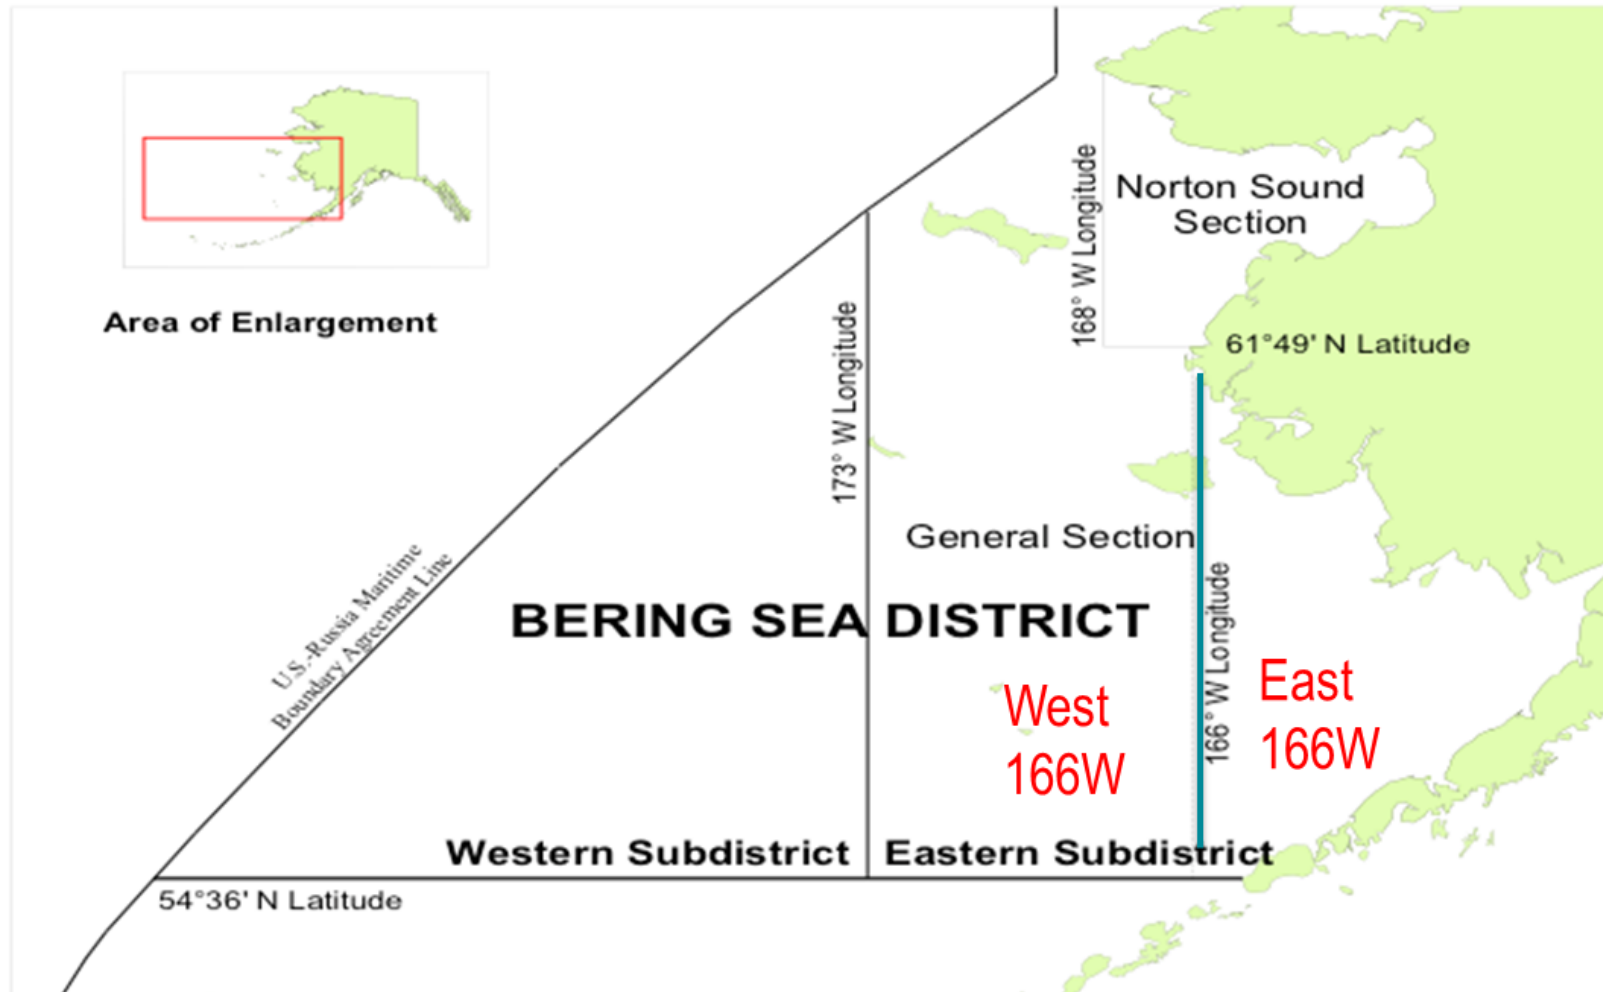 168° W Longitude
Norton Sound
Section
Area of Enlargement
173° W Longitude
61°49' N Latitude
General Section
U.S.-Russia Maritime
Boundary Agreement Line
BERING SEA DISTRICT
166° W Longitude
West
166W
East
166W
Western Subdistrict
Eastern Subdistrict
54°36' N Latitude